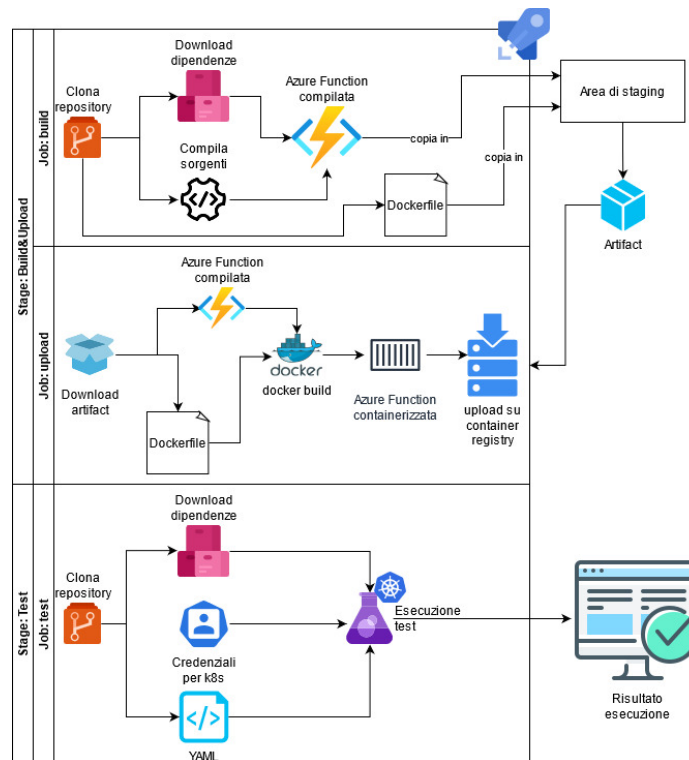 Stage: Build&Upload
Job: build
Clona
repository
Download
dipendenze
Compila
sorgenti
Azure Function
compilata
Dockerfile
copia in
copia in
Area di staging
Artifact
Job: upload
Download
artifact
Azure Function
compilata
Dockerfile
docker
docker build
Azure Function
containerizzata
upload su
container
registry
Stage: Test
Job: test
Clona
repository
Download
dipendenze
Credenziali
per k8s
YAML
Esecuzione
test
Risultato
esecuzione